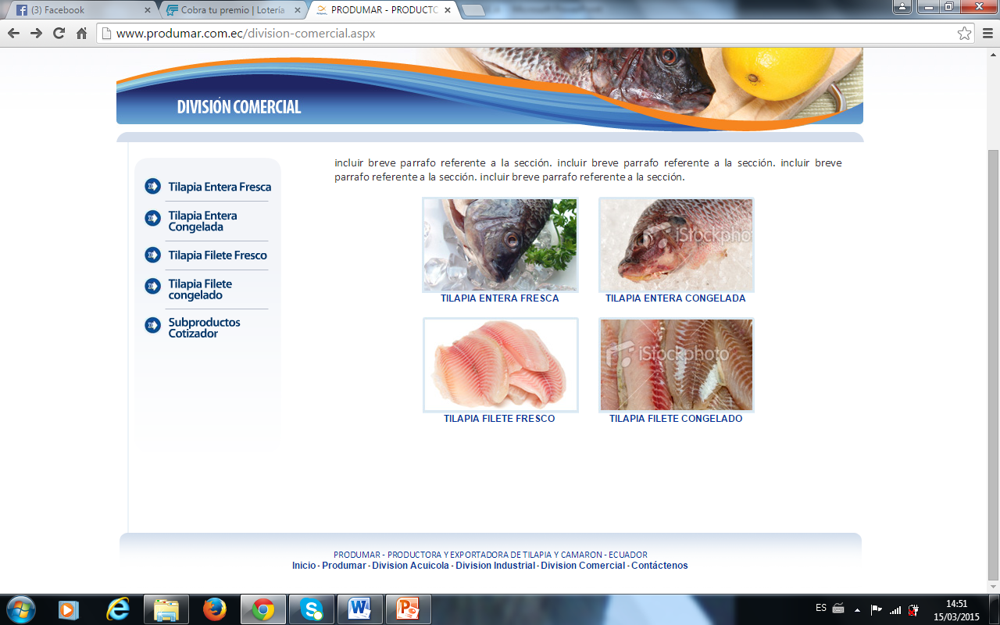 (3) Facebook
Cobra tu premio | Lotería
PRODUMAR - PRODUCTO
www.produmar.com.ec/division-comercial.aspx
DIVISIÓN COMERCIAL
Tilapia Entera Fresca
Tilapia Entera
Congelada
Tilapia Filete Fresco
Tilapia Filete
congelado
Subproductos
Cotizador
incluir breve parrafo referente a la sección. incluir breve parrafo referente a la sección. incluir breve
parrafo referente a la sección. incluir breve parrafo referente a la sección.
iStockpho
TILAPIA ENTERA FRESCA
TILAPIA ENTERA CONGELADA
iStockphoto
TILAPIA FILETE FRESCO
TILAPIA FILETE CONGELADO
PRODUMAR - PRODUCTORA Y EXPORTADORA DE TILAPIA Y CAMARON - ECUADOR
Inicio - Produmar - Division Acuicola - Division Industrial - Division Comercial - Contáctenos
ES
14:51
15/03/2015